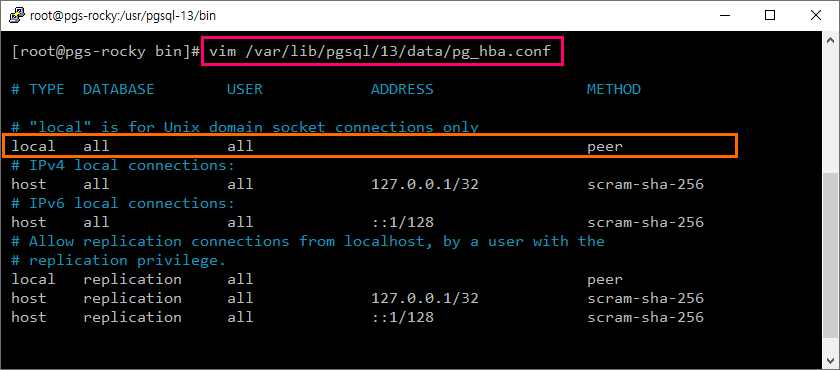 root@pgs-rocky:/usr/pgsql-13/bin
[root@pgs-rocky bin]# vim /var/lib/pgsql/13/data/pg_hba.conf
# TYPE  DATABASE        USER            ADDRESS                 METHOD
# "local" is for Unix domain socket connections only
local   all             all                                     peer
# IPv4 local connections:
host    all             all             127.0.0.1/32            scram-sha-256
# IPv6 local connections:
host    all             all             ::1/128                 scram-sha-256
# Allow replication connections from localhost, by a user with the
# replication privilege.
local   replication     all                                     peer
host    replication     all             127.0.0.1/32            scram-sha-256
host    replication     all             ::1/128                 scram-sha-256